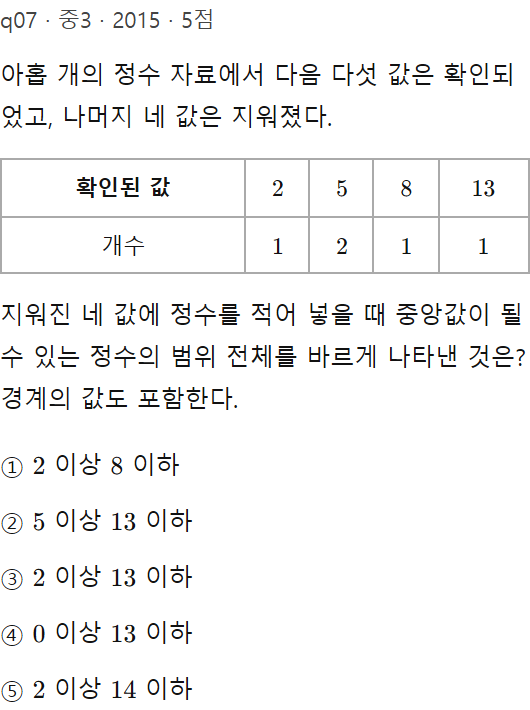 q07 · 중3 · 2015 · 5점
아홉 개의 정수 자료에서 다음 다섯 값은 확인되
었고, 나머지 네 값은 지워졌다.
확인된 값 2 5 8 13
개수 1 2 1 1
지워진 네 값에 정수를 적어 넣을 때 중앙값이 될
수 있는 정수의 범위 전체를 바르게 나타낸 것은?
경계의 값도 포함한다.
① 2 이상 8 이하
② 5 이상 13 이하
③ 2 이상 13 이하
④ 0 이상 13 이하
⑤ 2 이상 14 이하